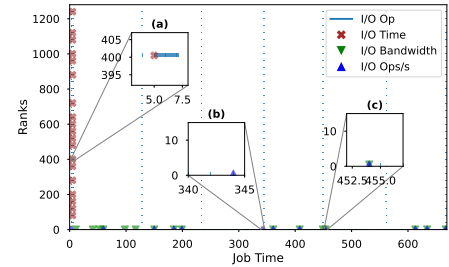 I/O Op
I/O Time
I/O Bandwidth
I/O Ops/s
(a)
405
400
395
5.0 7.5
(b)
10
0
340 345
(c)
10
0
452.5 455.0
1200
1000
800
600
400
200
0
0 100 200 300 400 500 600
Ranks
Job Time